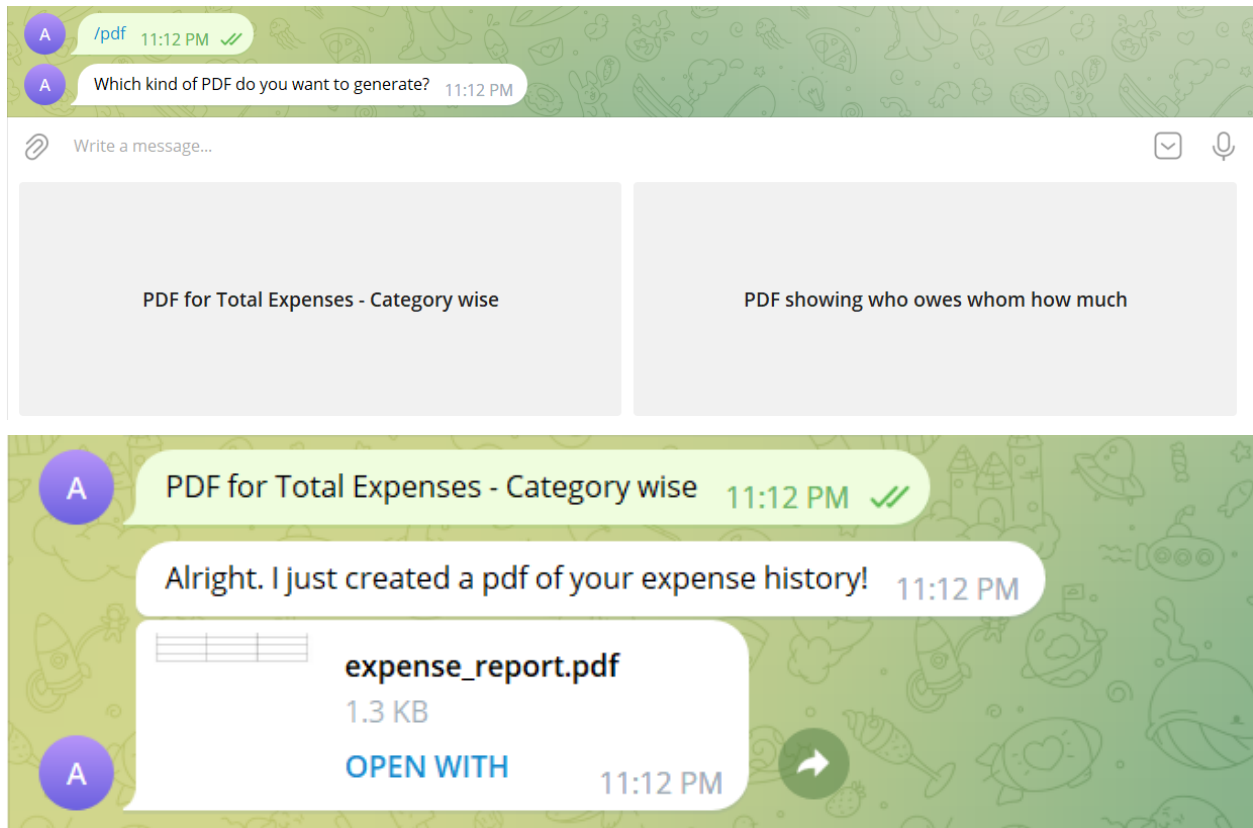 A
/pdf 11:12 PM
A
Which kind of PDF do you want to generate? 11:12 PM
Write a message...
PDF for Total Expenses - Category wise
PDF showing who owes whom how much
A
PDF for Total Expenses - Category wise 11:12 PM
Alright. I just created a pdf of your expense history! 11:12 PM
expense_report.pdf
1.3 KB
OPEN WITH
A
11:12 PM